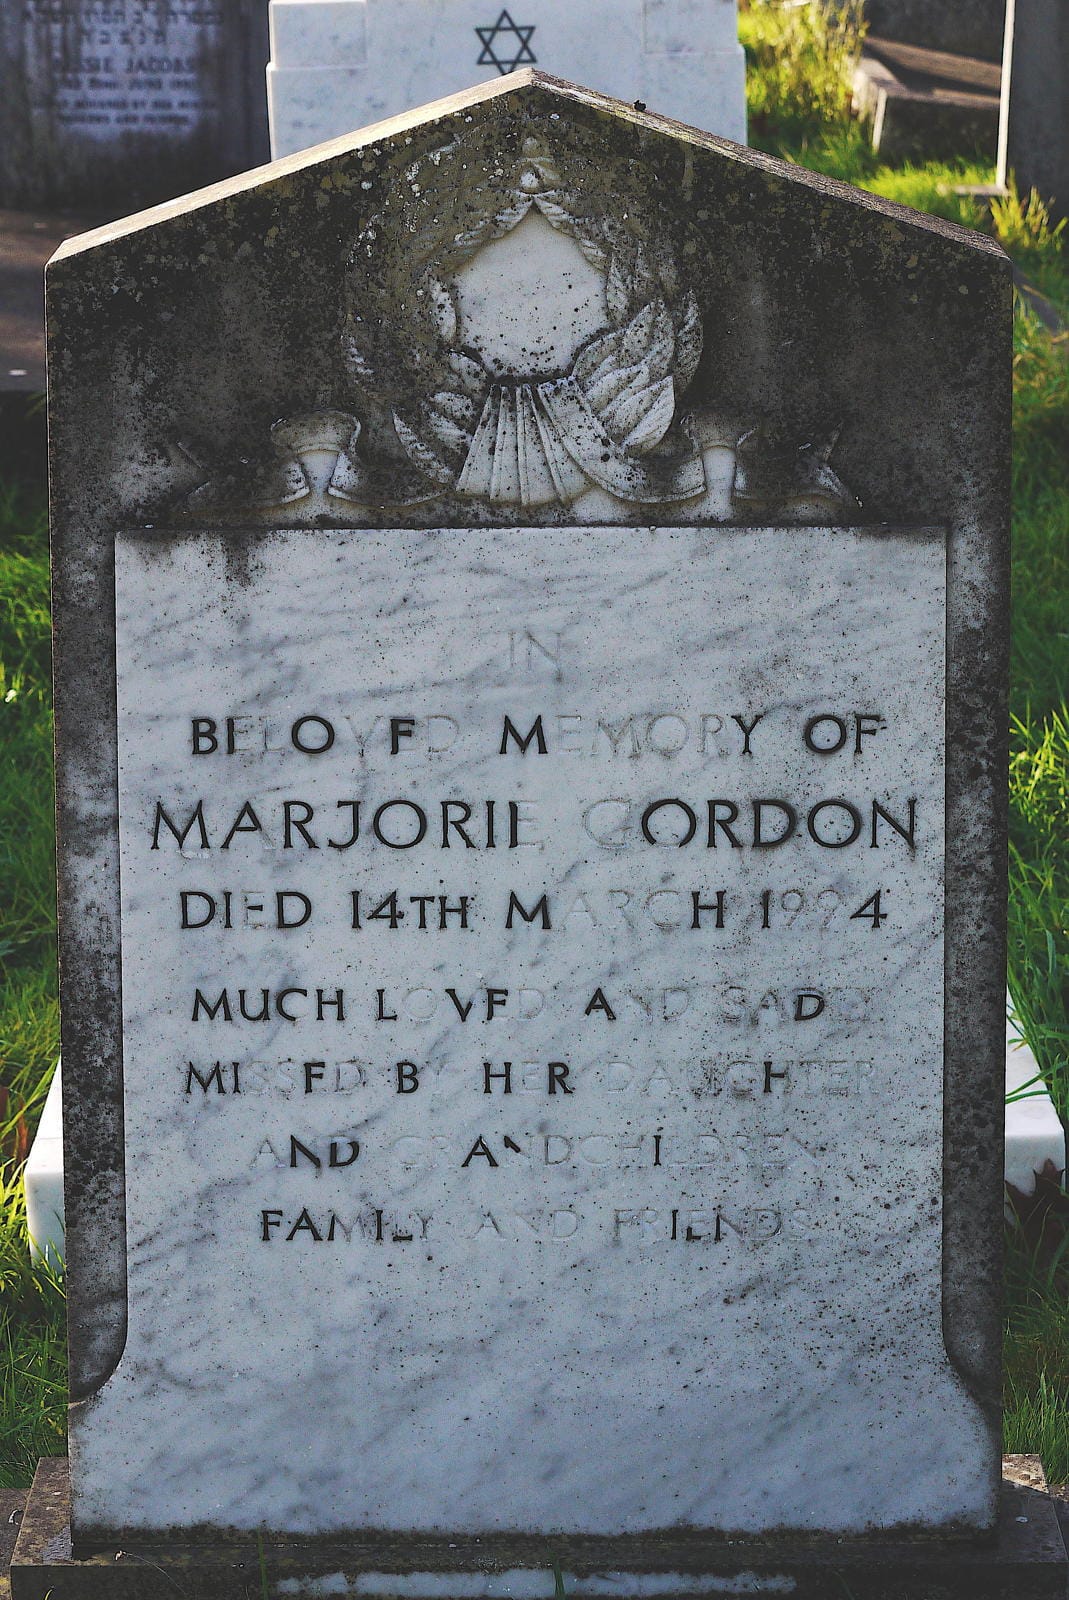 JACOBS
IN
BELOVED MEMORY OF
MARJORIE GORDON
DIED 14TH MARCH 1994
MUCH LOVED AND SADLY
MISSED BY HER DAUGHTER
AND GRANDCHILDREN
FAMILY AND FRIENDS